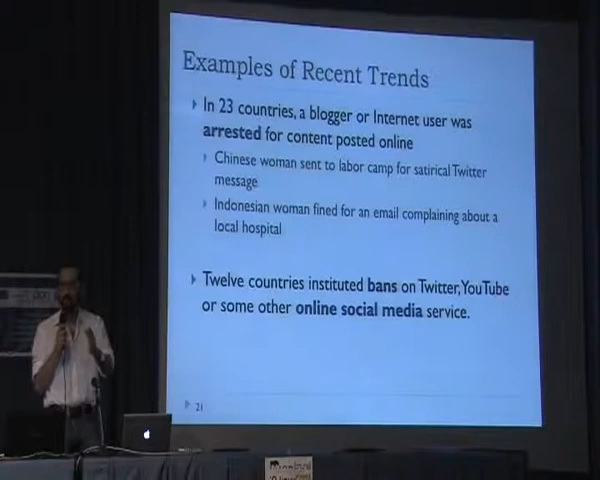 Examples of Recent Trends
In 23 countries, a blogger or Internet user was
arrested for content posted online
Chinese woman sent to labor camp for satirical Twitter
message
Indonesian woman fined for an email complaining about a
local hospital
Twelve countries instituted bans on Twitter, YouTube
or some other online social media service.
21